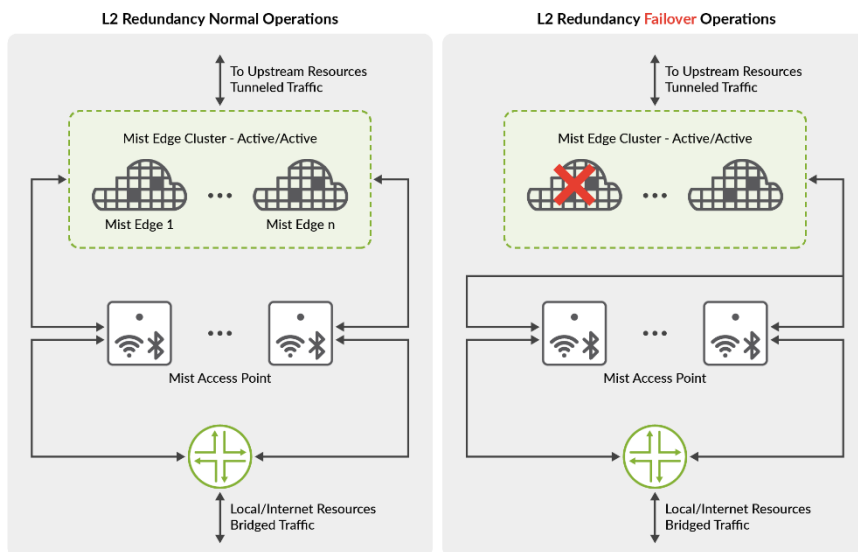 L2 Redundancy Normal Operations
To Upstream Resources
Tunneled Traffic
Mist Edge Cluster - Active/Active
Mist Edge 1
Mist Edge n
Mist Access Point
Local/Internet Resources
Bridged Traffic
L2 Redundancy Failover Operations
To Upstream Resources
Tunneled Traffic
Mist Edge Cluster - Active/Active
Mist Access Point
Local/Internet Resources
Bridged Traffic